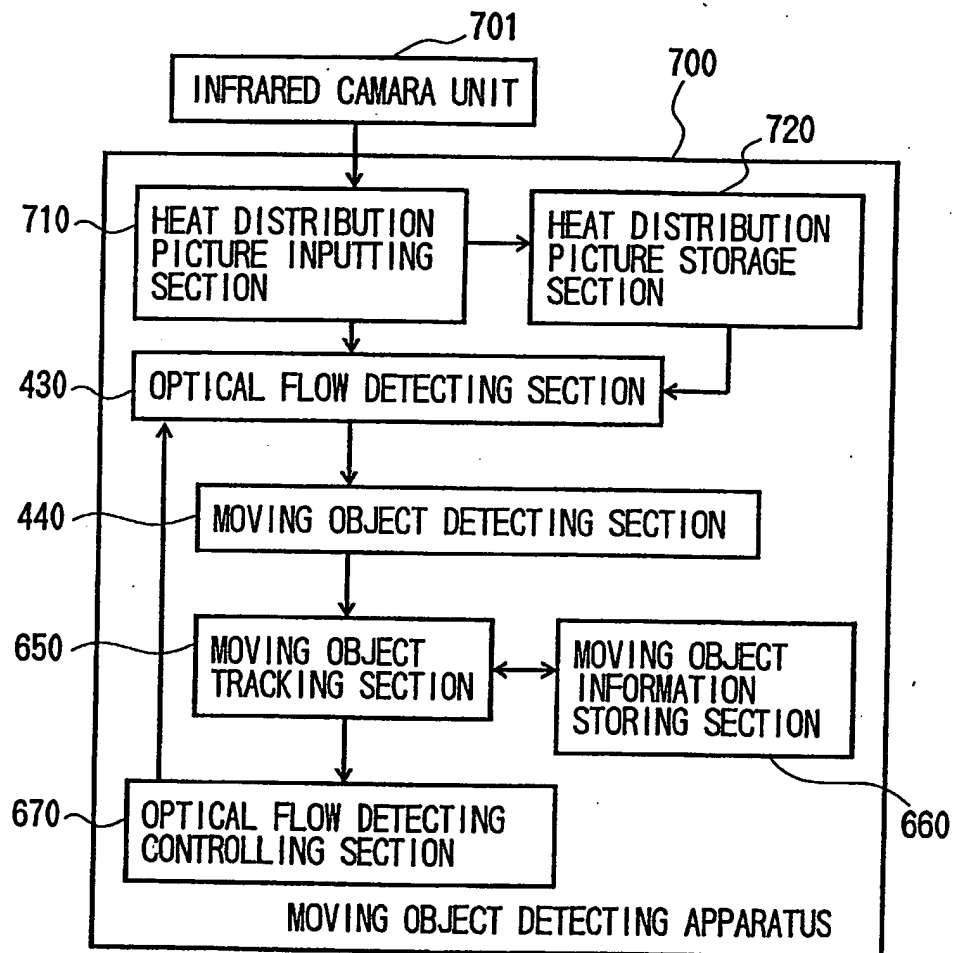 701
INFRARED CAMARA UNIT
700
720
710
HEAT DISTRIBUTION
PICTURE INPUTTING
SECTION
HEAT DISTRIBUTION
PICTURE STORAGE
SECTION
430
OPTICAL FLOW DETECTING SECTION
440
MOVING OBJECT DETECTING SECTION
650
MOVING OBJECT
TRACKING SECTION
MOVING OBJECT
INFORMATION
STORING SECTION
660
670
OPTICAL FLOW DETECTING
CONTROLLING SECTION
MOVING OBJECT DETECTING APPARATUS